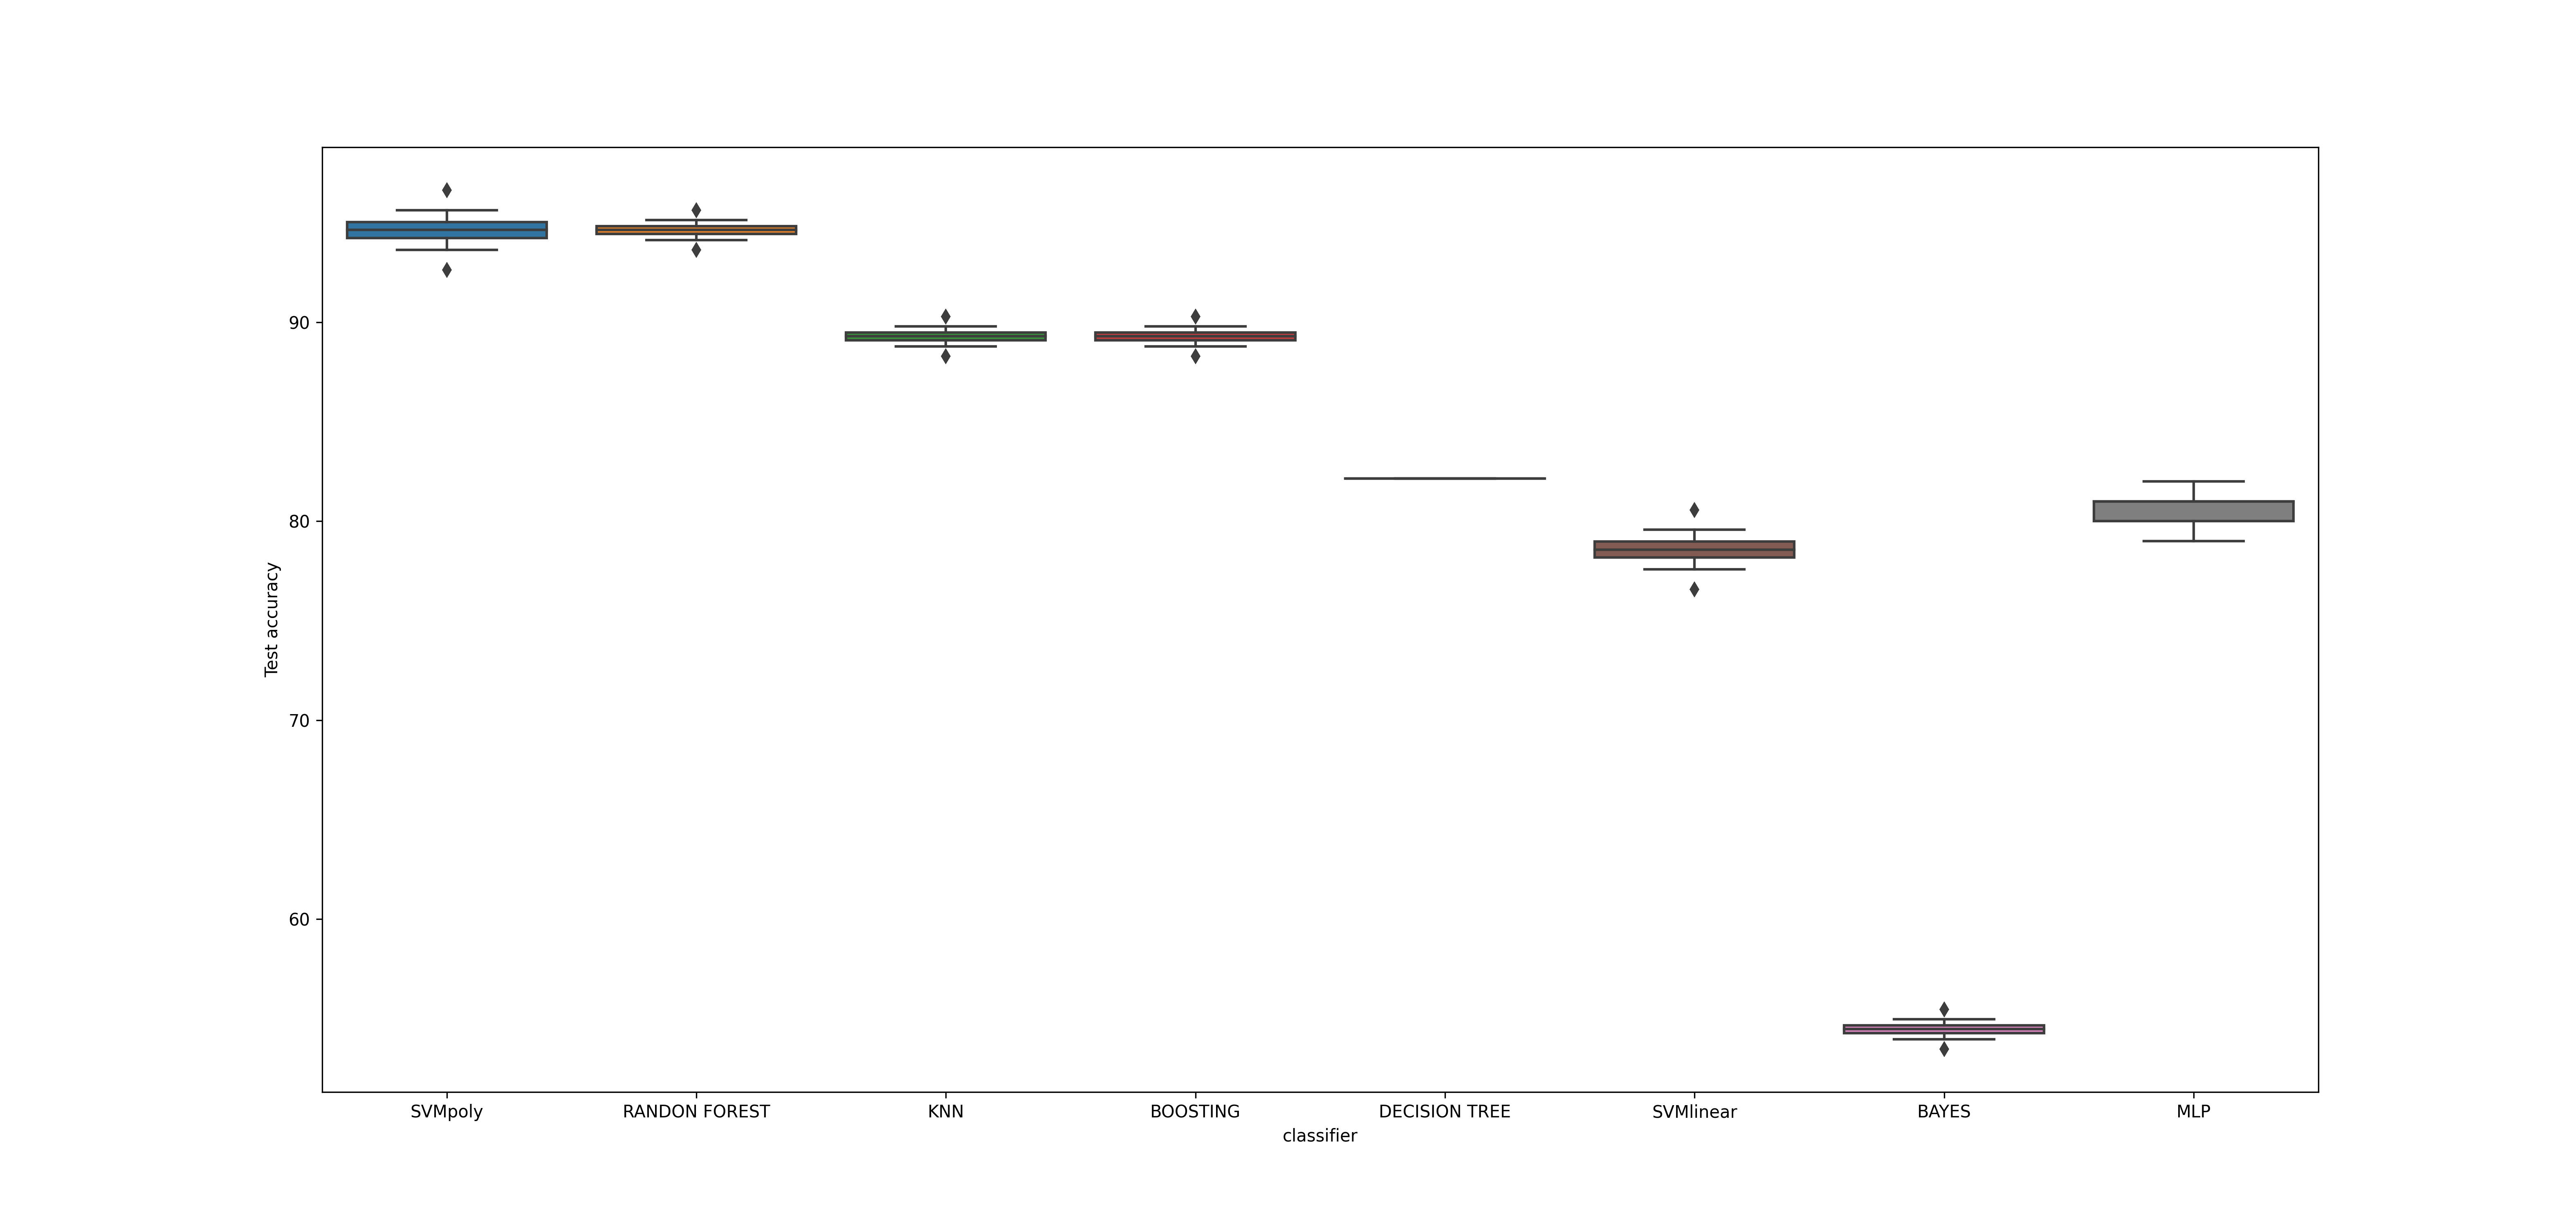 90
80
70
60
Test accuracy
SVMpoly RANDON FOREST KNN BOOSTING DECISION TREE SVMlinear BAYES MLP
classifier